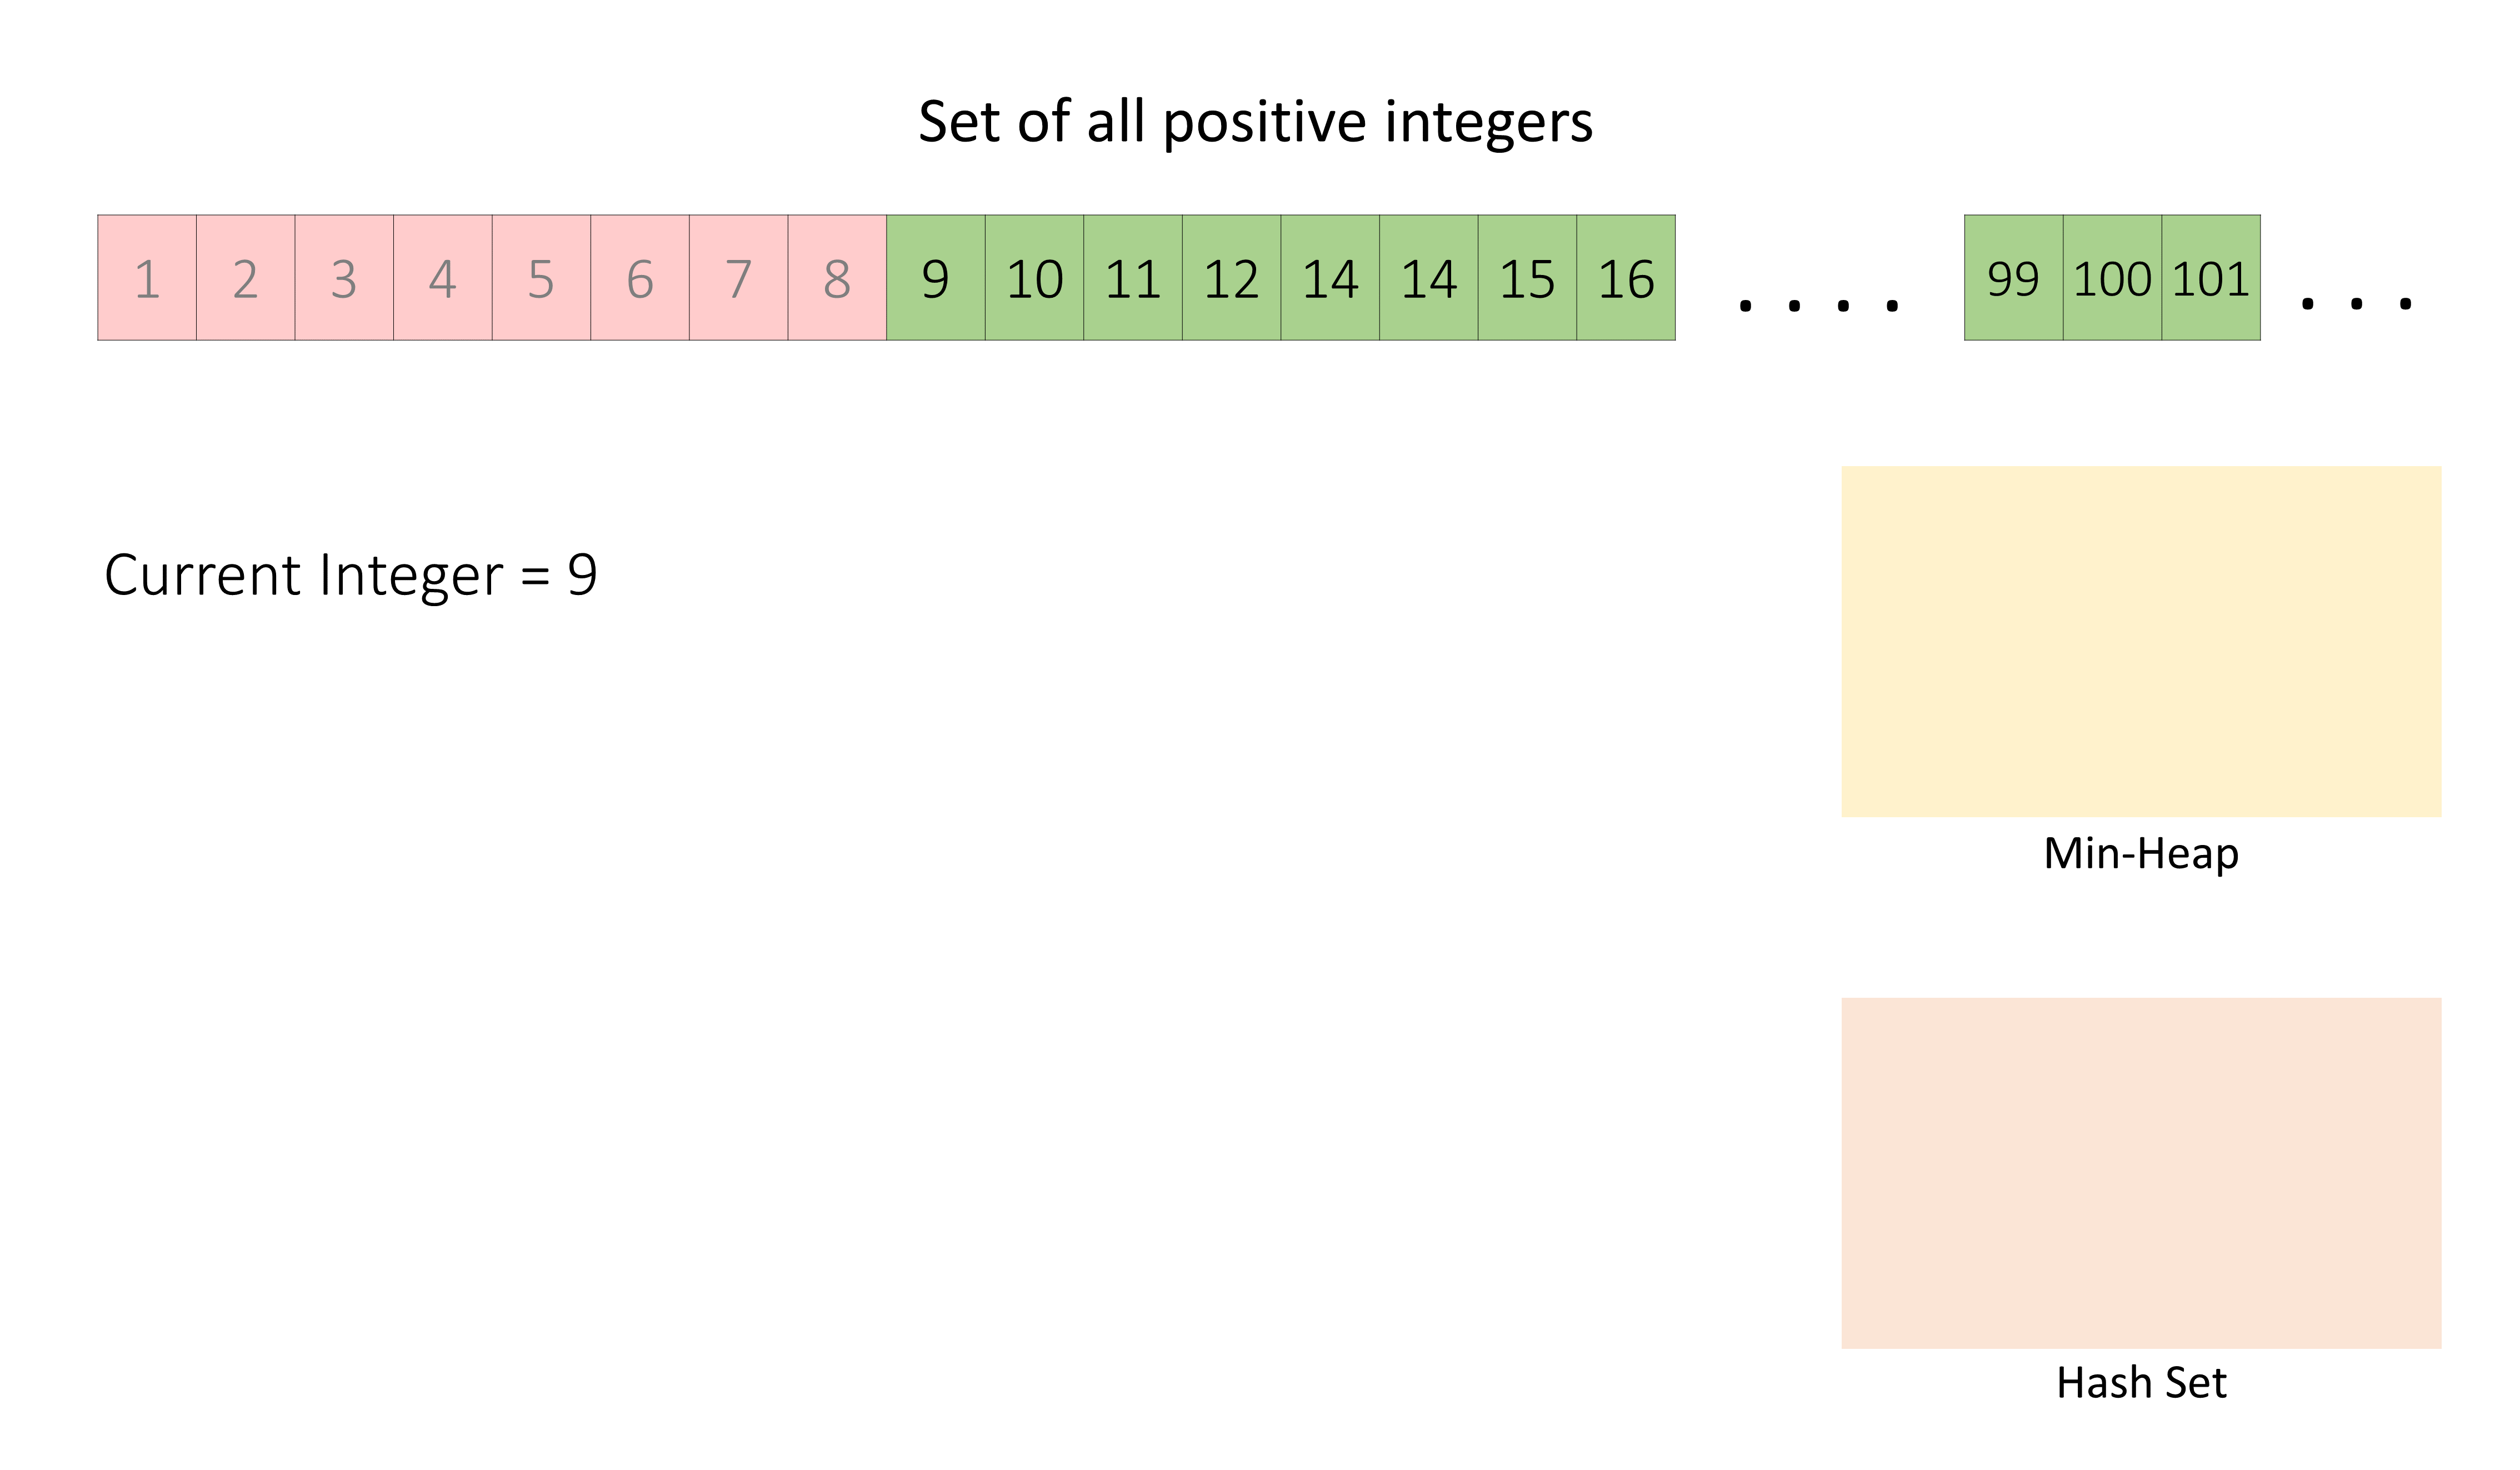 Set of all positive integers
1 2 3 4 5 6 7 8 9 10 11 12 14 14 15 16 . . . . 99 100 101 . . .
Current Integer = 9
Min-Heap
Hash Set